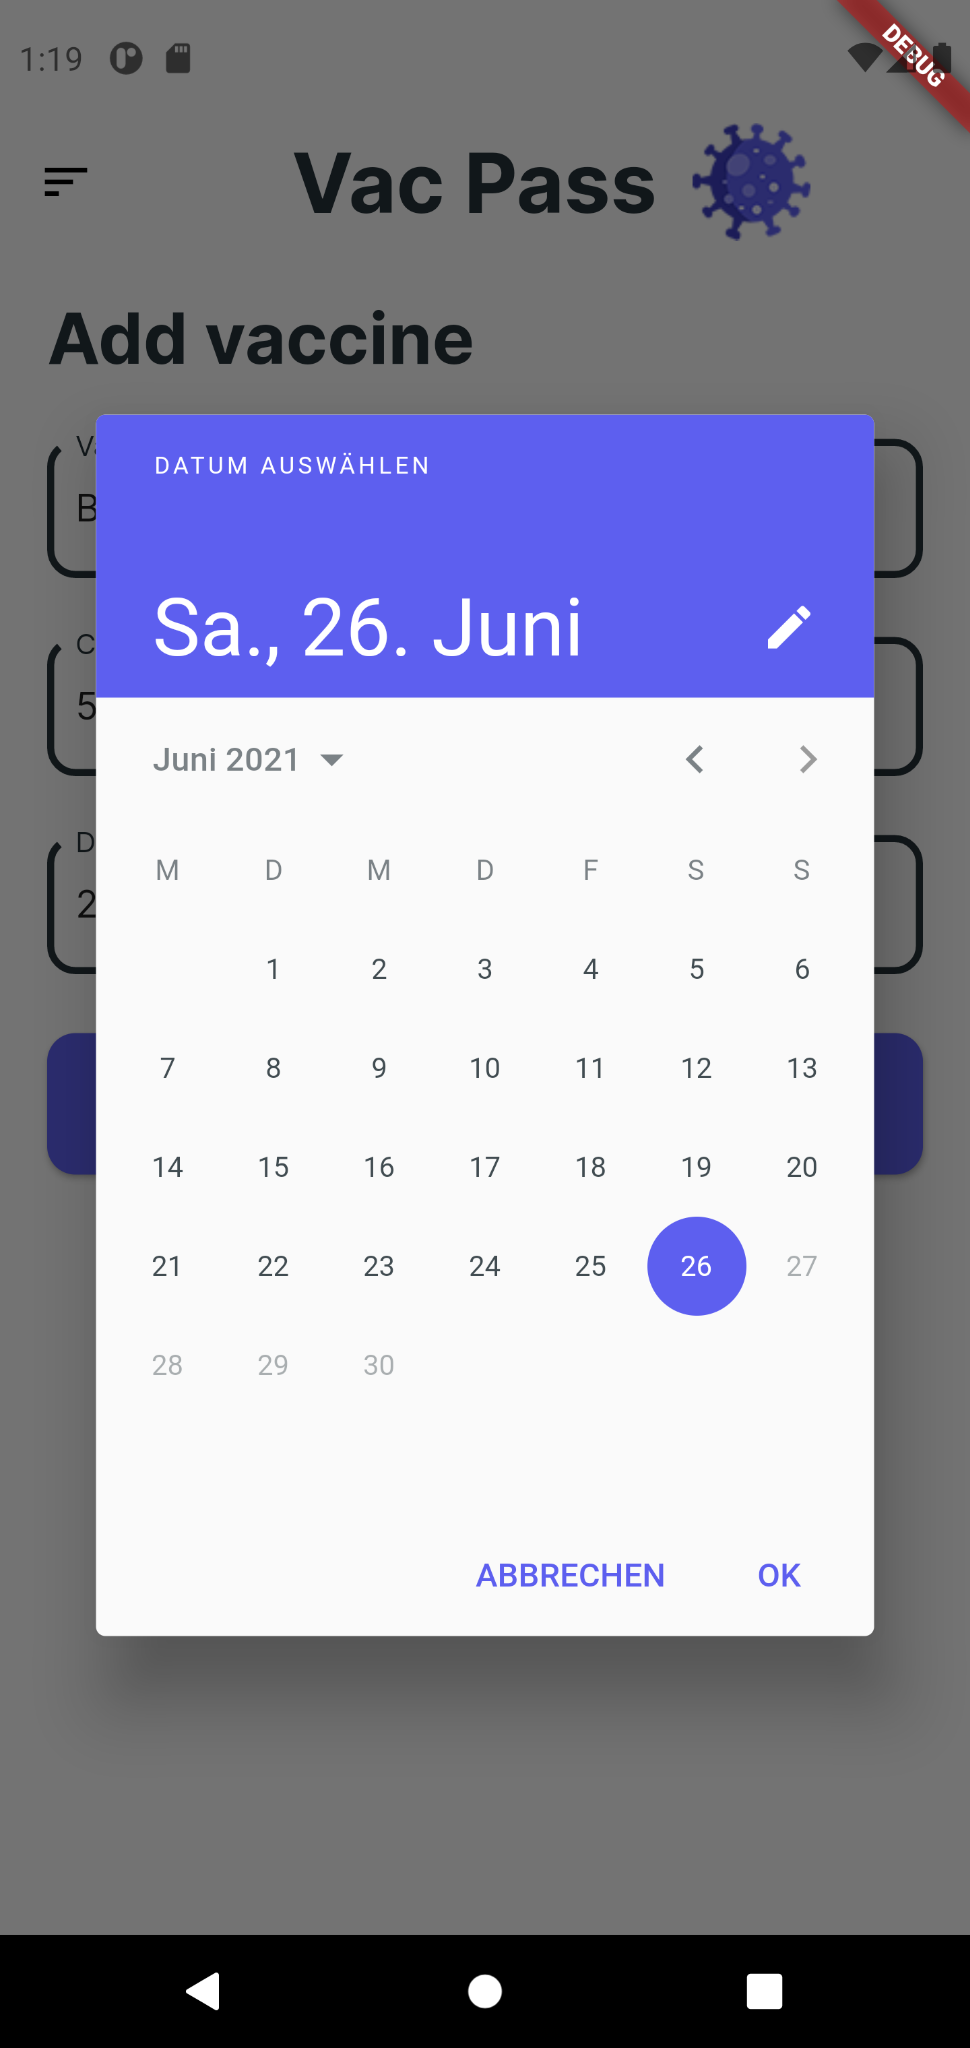 1:19
DEBUG
Vac Pass
Add vaccine
DATUM AUSWÄHLEN
Sa., 26. Juni
Juni 2021
M D M D F S S
1 2 3 4 5 6
7 8 9 10 11 12 13
14 15 16 17 18 19 20
21 22 23 24 25 26 27
28 29 30
ABBRECHEN OK